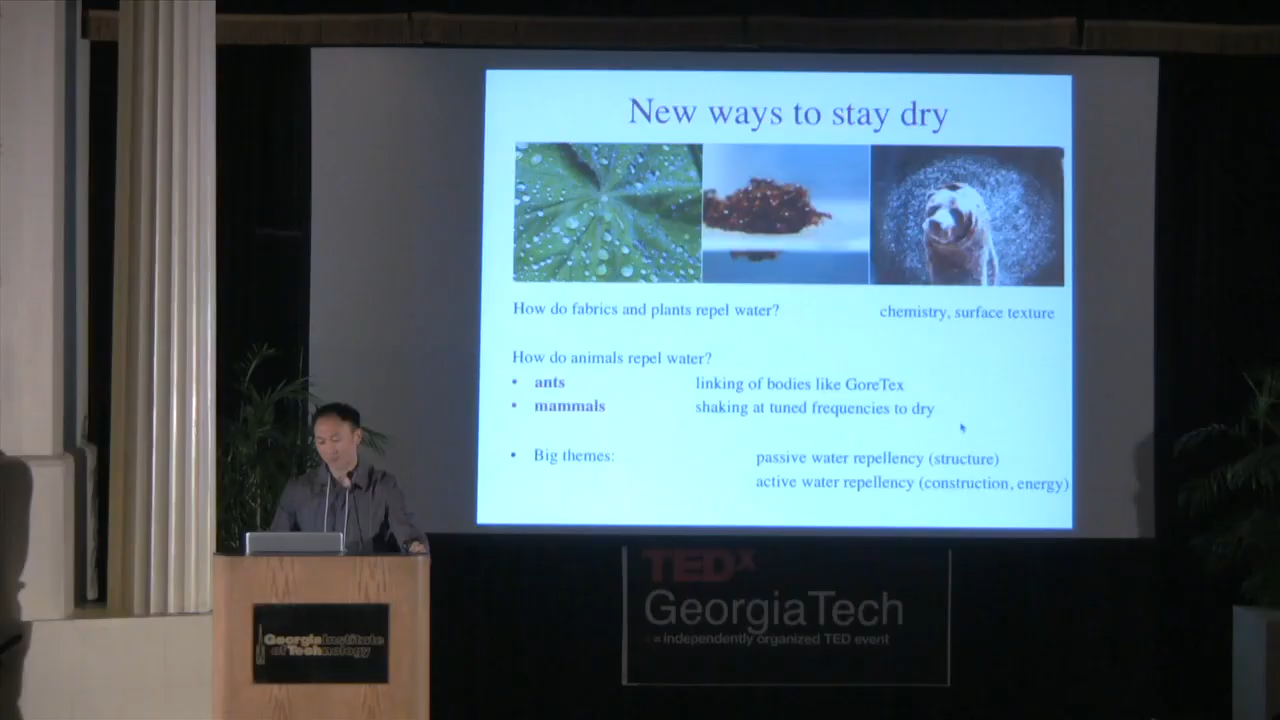 New ways to stay dry
How do fabrics and plants repel water? chemistry, surface texture
How do animals repel water?
• ants linking of bodies like GoreTex
• mammals shaking at tuned frequencies to dry
• Big themes: passive water repellency (structure)
active water repellency (construction, energy)
TEDx
GeorgiaTech
independently organized TED event
GeorgiaInstitute
of Technology